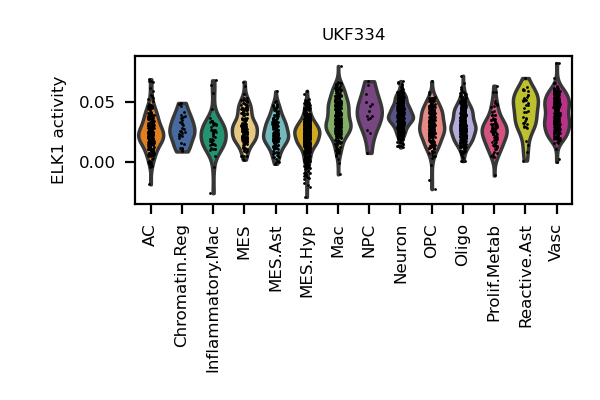 UKF334
ELK1 activity
0.05
0.00
AC
Chromatin.Reg
Inflammatory.Mac
MES
MES.Ast
MES.Hyp
Mac
NPC
Neuron
OPC
Oligo
Prolif.Metab
Reactive.Ast
Vasc